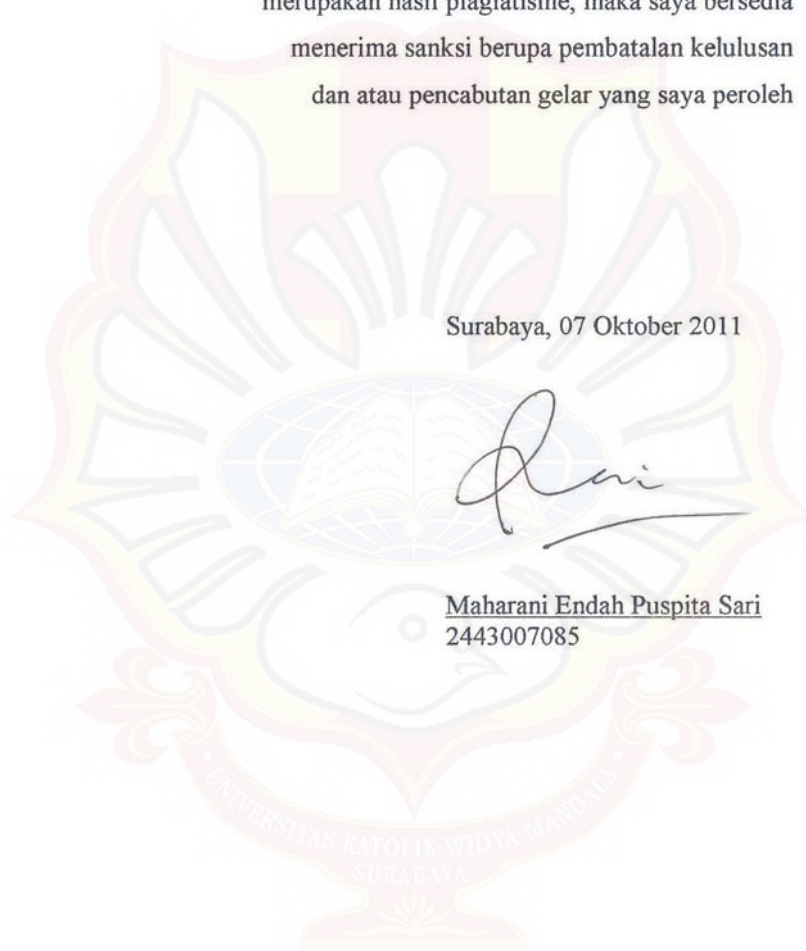 merupakan hasil plagiatisme, maka saya bersedia
menerima sanksi berupa pembatalan kelulusan
dan atau pencabutan gelar yang saya peroleh
Surabaya, 07 Oktober 2011
Maharani Endah Puspita Sari
2443007085
UNIVERSITAS KATOLIK WIDYA MANDALA
SURABAYA